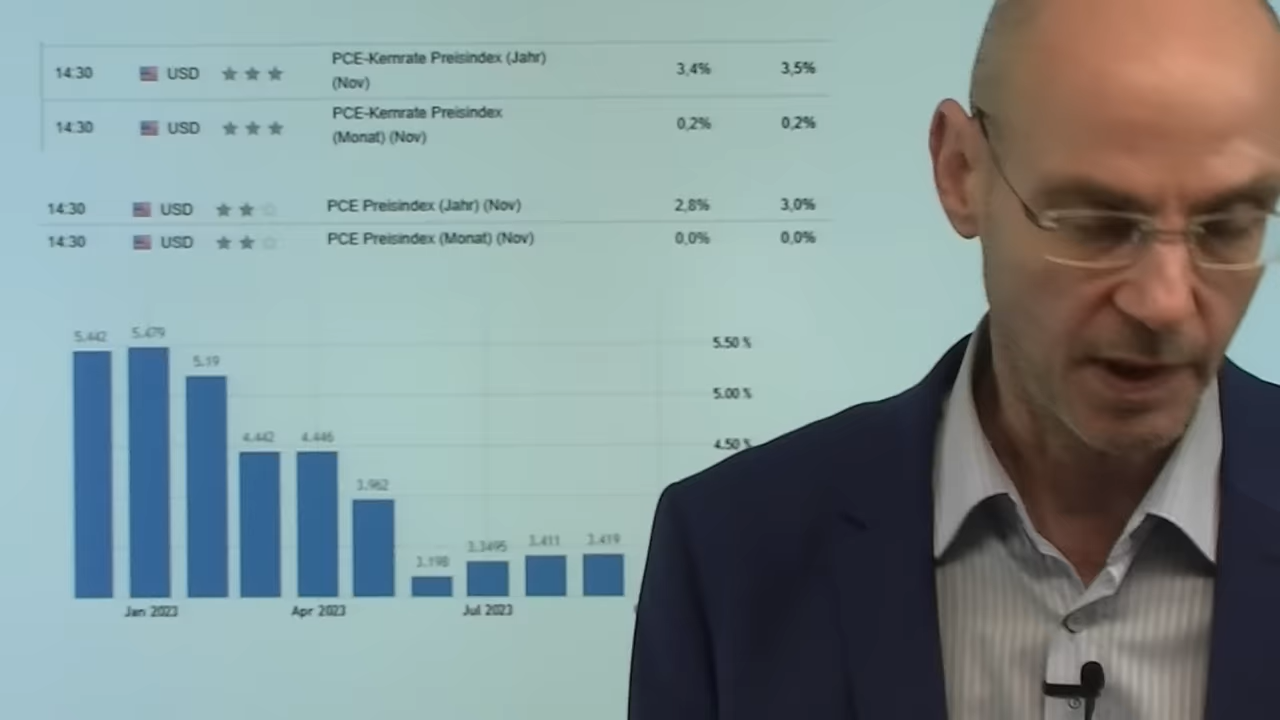 14:30 USD PCE-Kernrate Preisindex (Jahr) 3,4% 3,5%
(Nov)
14:30 USD PCE-Kernrate Preisindex 0,2% 0,2%
(Monat) (Nov)
14:30 USD PCE Preisindex (Jahr) (Nov) 2,8% 3,0%
14:30 USD PCE Preisindex (Monat) (Nov) 0,0% 0,0%
5.442 5.479 5.50 %
5.19
5.00 %
4.442 4.446 4.50 %
3.962
3.198 3.3495 3.411 3.419
Jan 2023 Apr 2023 Jul 2023